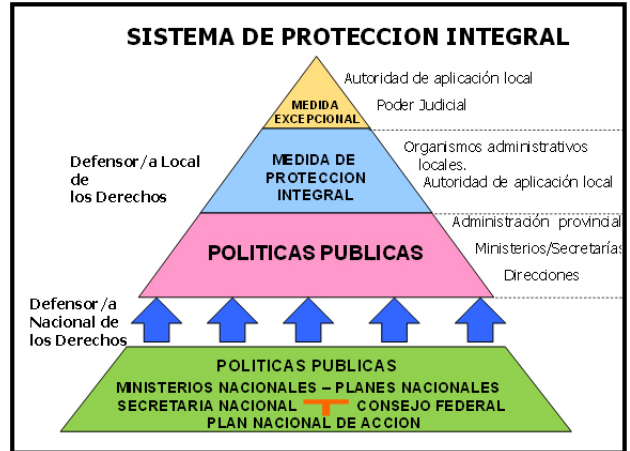 SISTEMA DE PROTECCION INTEGRAL
Autoridad de aplicación local
Poder Judicial
MEDIDA
EXCEPCIONAL
Defensor/a Local
de
los Derechos
MEDIDA DE
PROTECCION
INTEGRAL
Organismos administrativos
locales.
Autoridad de aplicación local
POLITICAS PUBLICAS
Administración provincial
Ministerios/Secretarías
Direcciones
Defensor/a
Nacional de
los Derechos
POLITICAS PUBLICAS
MINISTERIOS NACIONALES – PLANES NACIONALES
SECRETARIA NACIONAL CONSEJO FEDERAL
PLAN NACIONAL DE ACCION